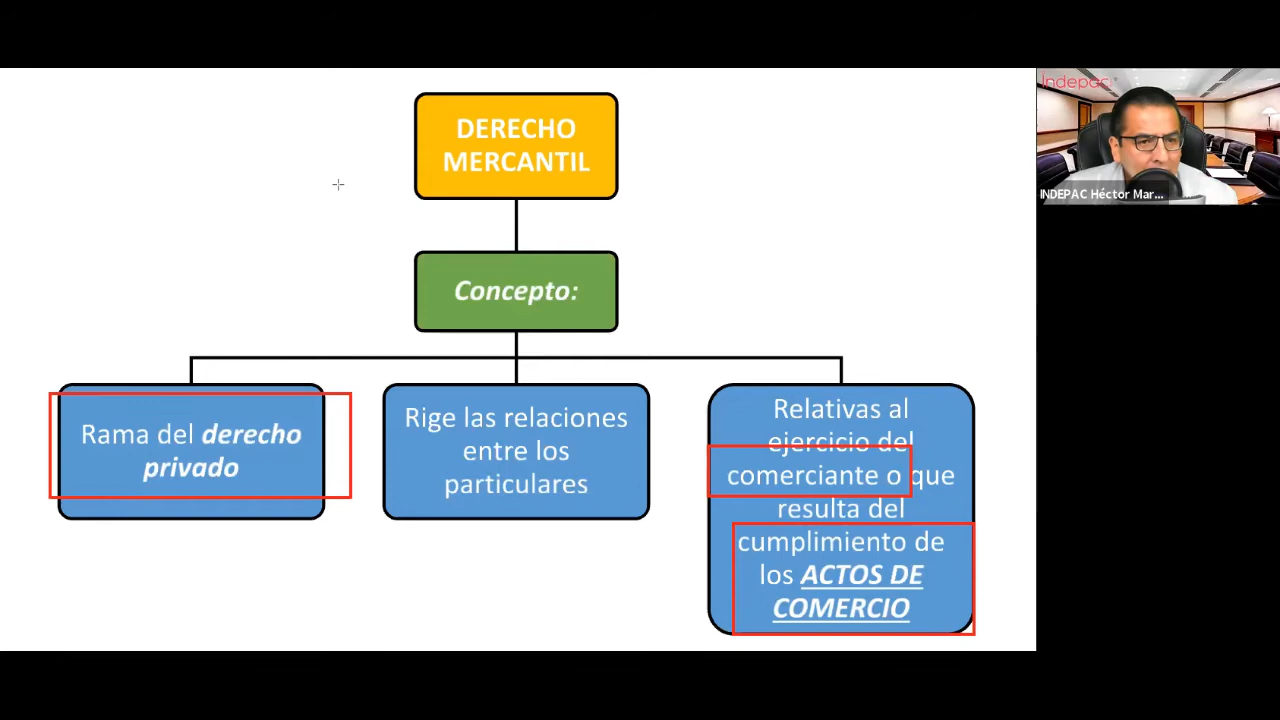 DERECHO
MERCANTIL
Concepto:
Rama del derecho
privado
Rige las relaciones
entre los
particulares
Relativas al
ejercicio del
comerciante o que
resulta del
cumplimiento de
los ACTOS DE
COMERCIO
Indepac
INDEPAC Héctor Mar...